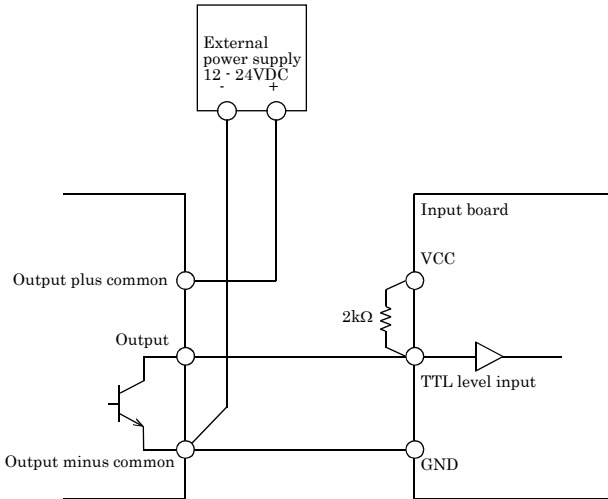 External
power supply
12 - 24VDC
- +
Input board
VCC
Output plus common
2kΩ
Output
TTL level input
Output minus common
GND